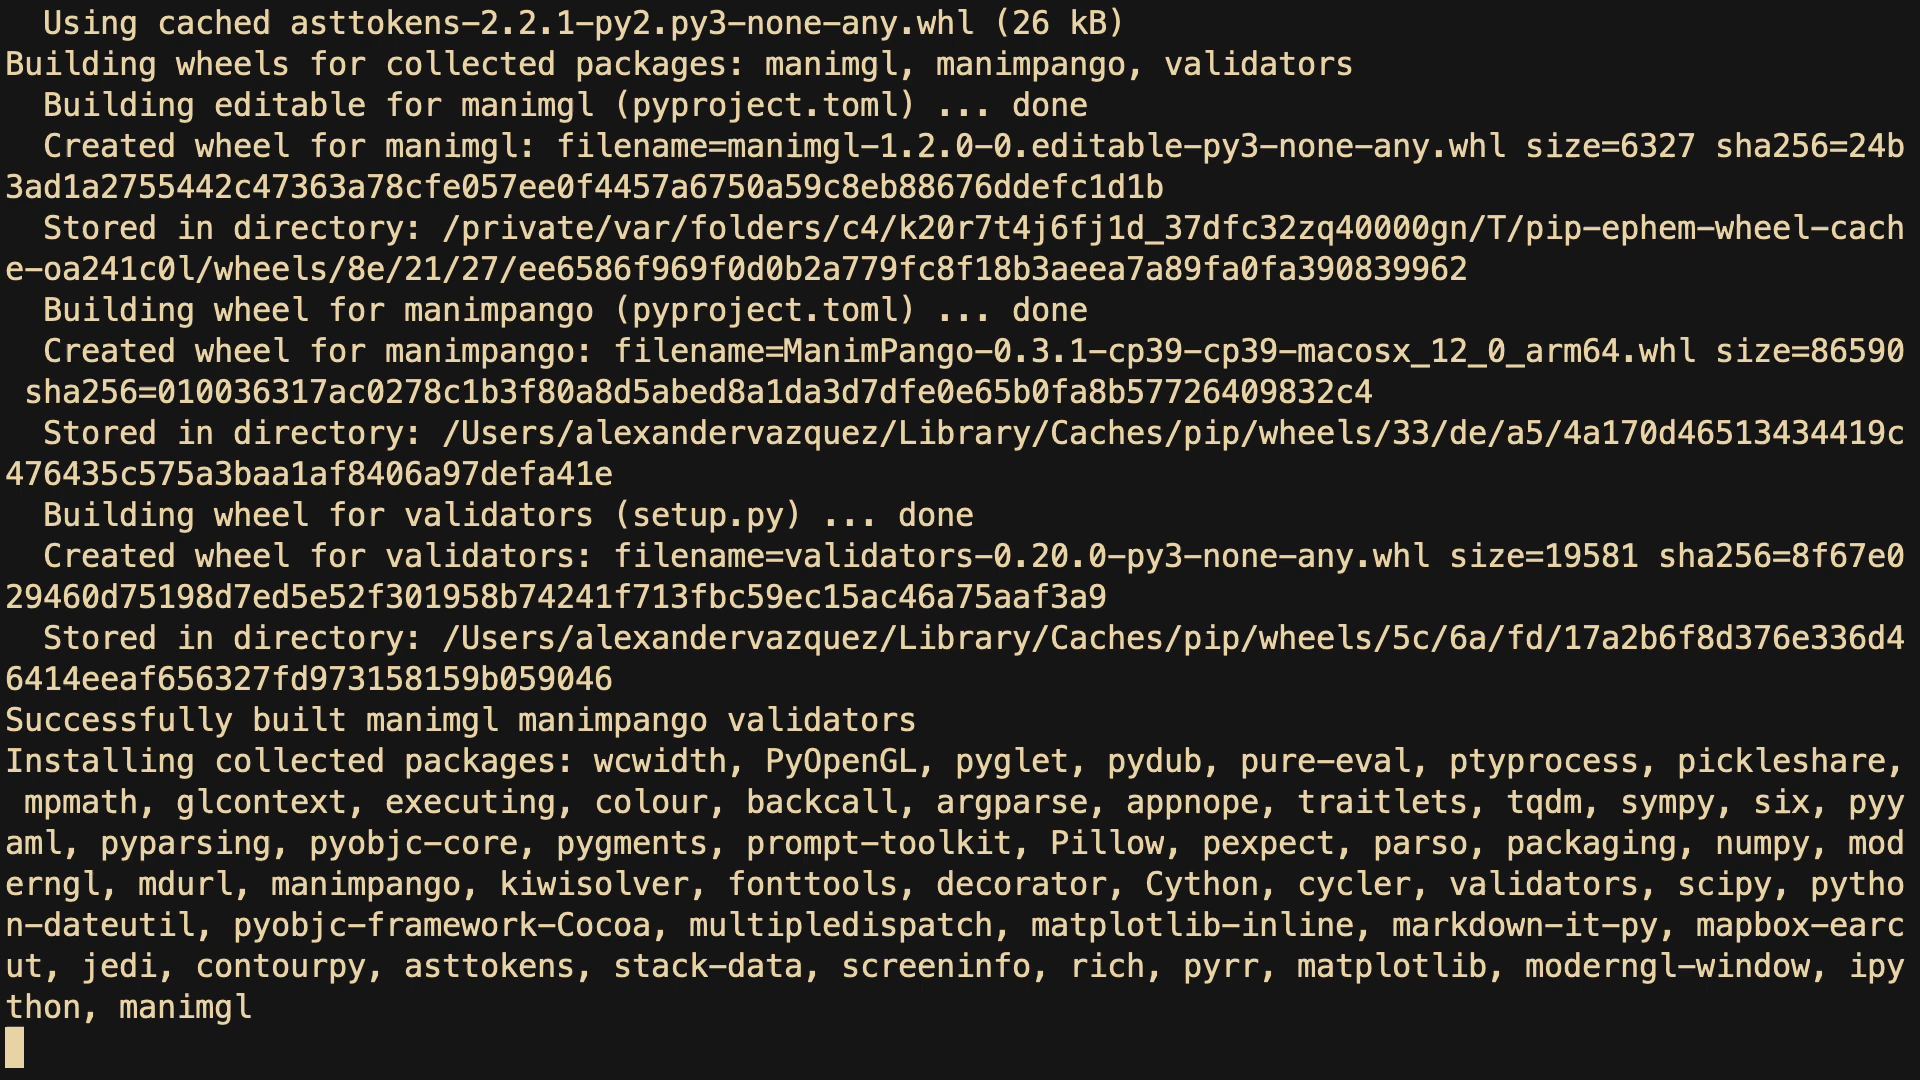 Using cached asttokens-2.2.1-py2.py3-none-any.whl (26 kB)
Building wheels for collected packages: manimgl, manimpango, validators
Building editable for manimgl (pyproject.toml) ... done
Created wheel for manimgl: filename=manimgl-1.2.0-0.editable-py3-none-any.whl size=6327 sha256=24b
3ad1a2755442c47363a78cfe057ee0f4457a6750a59c8eb88676ddefc1d1b
Stored in directory: /private/var/folders/c4/k20r7t4j6fj1d_37dfc32zq40000gn/T/pip-ephem-wheel-cach
e-oa241c0l/wheels/8e/21/27/ee6586f969f0d0b2a779fc8f18b3aeea7a89fa0fa390839962
Building wheel for manimpango (pyproject.toml) ... done
Created wheel for manimpango: filename=ManimPango-0.3.1-cp39-cp39-macosx_12_0_arm64.whl size=86590
sha256=010036317ac0278c1b3f80a8d5abed8a1da3d7dfe0e65b0fa8b57726409832c4
Stored in directory: /Users/alexandervazquez/Library/Caches/pip/wheels/33/de/a5/4a170d46513434419c
476435c575a3baa1af8406a97defa41e
Building wheel for validators (setup.py) ... done
Created wheel for validators: filename=validators-0.20.0-py3-none-any.whl size=19581 sha256=8f67e0
29460d75198d7ed5e52f301958b74241f713fbc59ec15ac46a75aaf3a9
Stored in directory: /Users/alexandervazquez/Library/Caches/pip/wheels/5c/6a/fd/17a2b6f8d376e336d4
6414eeaf656327fd973158159b059046
Successfully built manimgl manimpango validators
Installing collected packages: wcwidth, PyOpenGL, pyglet, pydub, pure-eval, ptyprocess, pickleshare,
mpmath, glcontext, executing, colour, backcall, argparse, appnope, traitlets, tqdm, sympy, six, pyy
aml, pyparsing, pyobjc-core, pygments, prompt-toolkit, Pillow, pexpect, parso, packaging, numpy, mod
erngl, mdurl, manimpango, kiwisolver, fonttools, decorator, Cython, cycler, validators, scipy, pytho
n-dateutil, pyobjc-framework-Cocoa, multipledispatch, matplotlib-inline, markdown-it-py, mapbox-earc
ut, jedi, contourpy, asttokens, stack-data, screeninfo, rich, pyrr, matplotlib, moderngl-window, ipy
thon, manimgl